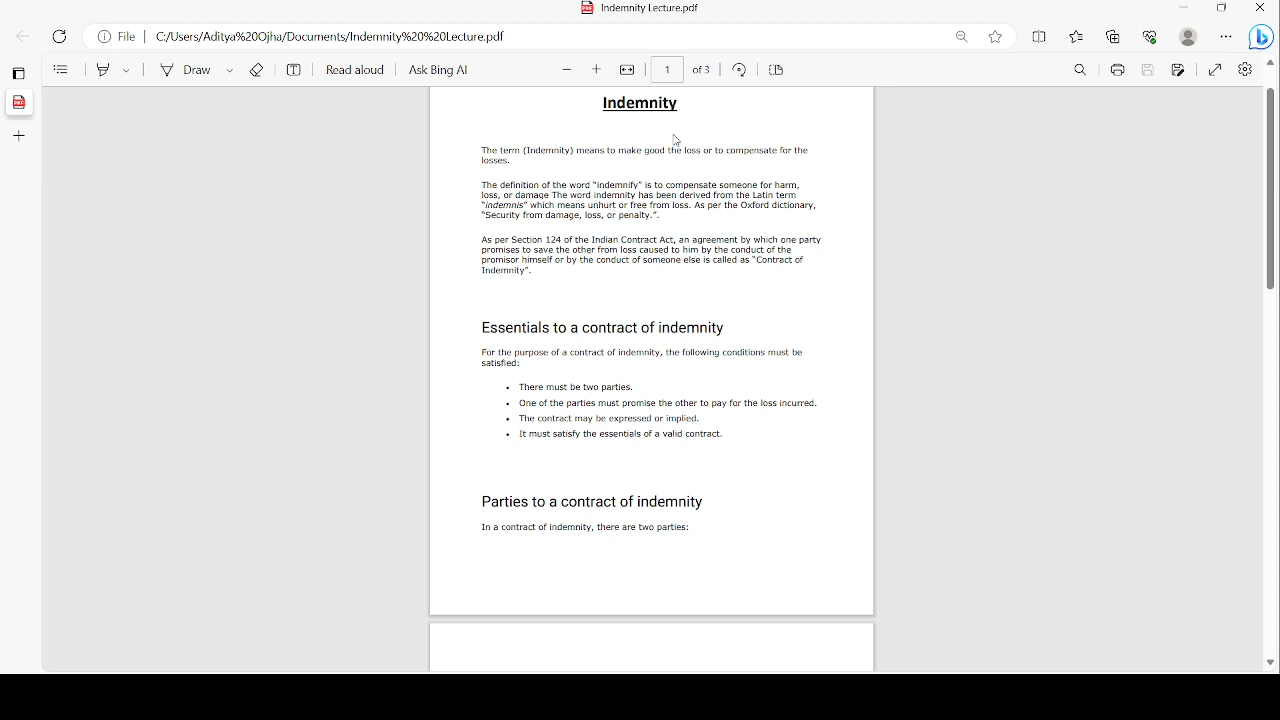 Indemnity Lecture.pdf
File | C:/Users/Aditya%20Ojha/Documents/Indemnity%20%20Lecture.pdf
Draw Read aloud Ask Bing AI 1 of 3
Indemnity
The term (Indemnity) means to make good the loss or to compensate for the
losses.
The definition of the word "indemnify" is to compensate someone for harm,
loss, or damage The word indemnity has been derived from the Latin term
"indemnis" which means unhurt or free from loss. As per the Oxford dictionary,
"Security from damage, loss, or penalty.".
As per Section 124 of the Indian Contract Act, an agreement by which one party
promises to save the other from loss caused to him by the conduct of the
promisor himself or by the conduct of someone else is called as "Contract of
Indemnity".
Essentials to a contract of indemnity
For the purpose of a contract of indemnity, the following conditions must be
satisfied:
• There must be two parties.
• One of the parties must promise the other to pay for the loss incurred.
• The contract may be expressed or implied.
• It must satisfy the essentials of a valid contract.
Parties to a contract of indemnity
In a contract of indemnity, there are two parties: